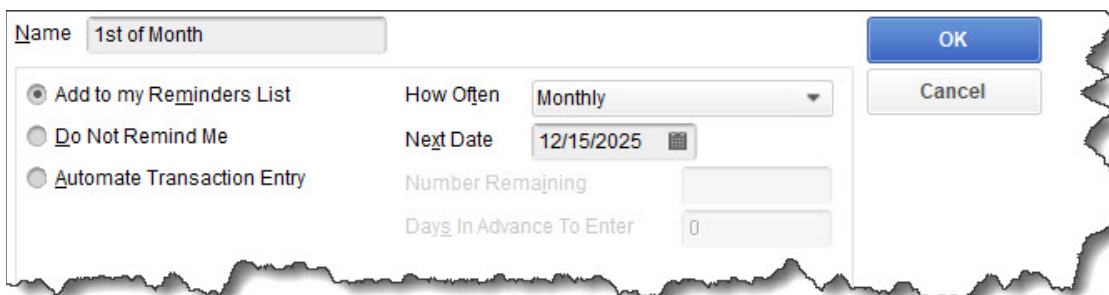 Name 1st of Month
OK
Add to my Reminders List
How Often Monthly
Cancel
Do Not Remind Me
Next Date 12/15/2025
Automate Transaction Entry
Number Remaining
Days In Advance To Enter 0